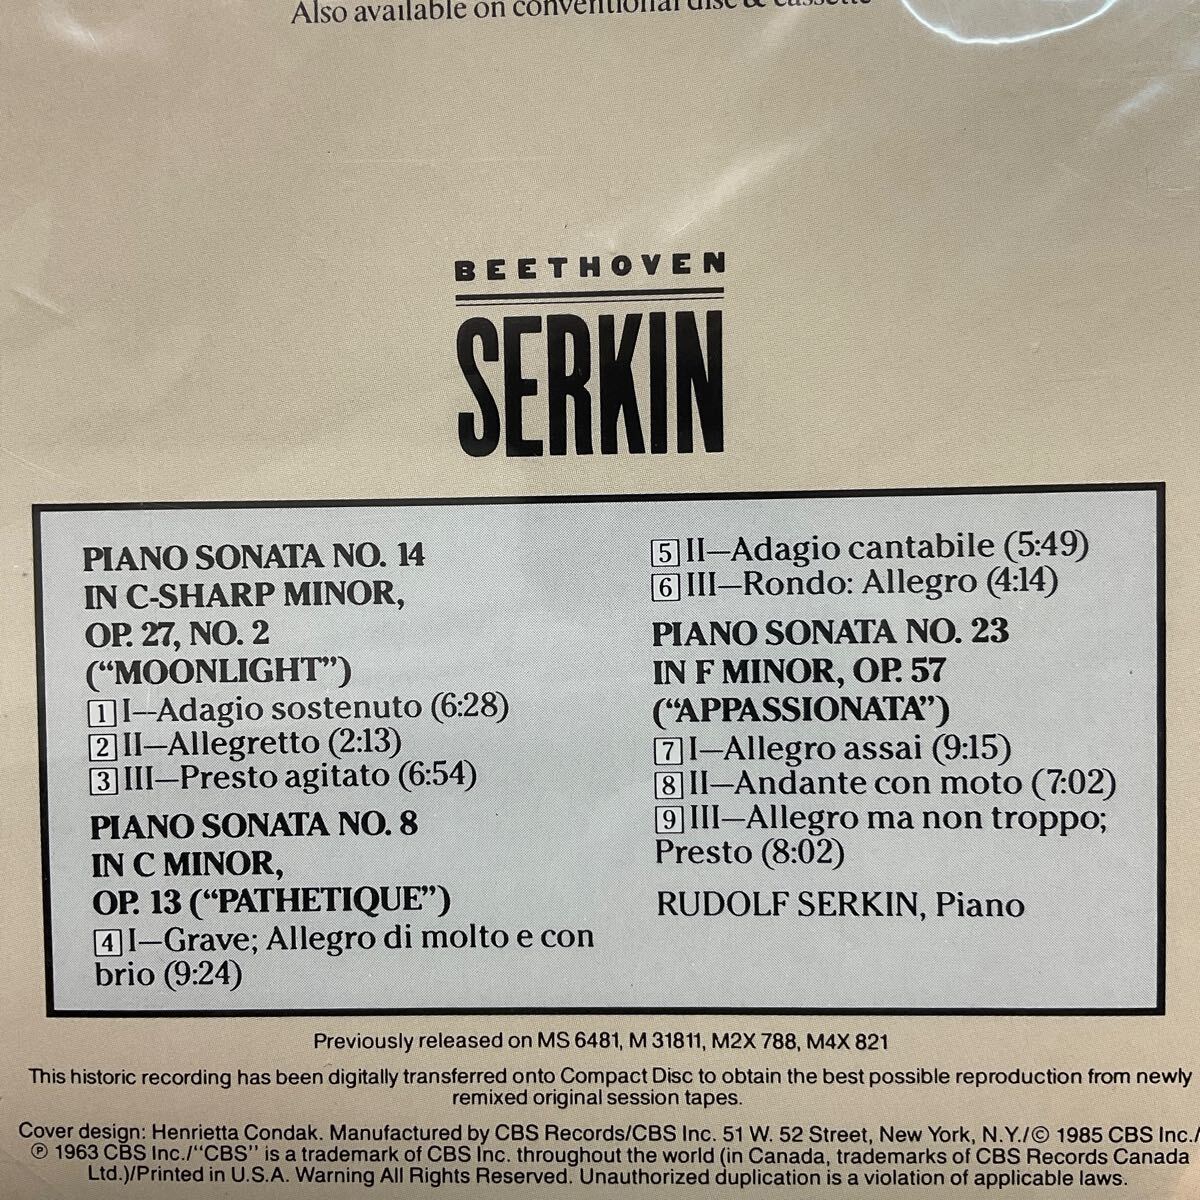 Also available on conventional disc & cassette
BEETHOVEN
SERKIN
PIANO SONATA NO. 14
IN C-SHARP MINOR,
OP. 27, NO. 2
("MOONLIGHT")
1 I—Adagio sostenuto (6:28)
2 II—Allegretto (2:13)
3 III—Presto agitato (6:54)
PIANO SONATA NO. 8
IN C MINOR,
OP. 13 ("PATHETIQUE")
4 I—Grave; Allegro di molto e con
brio (9:24)
5 II—Adagio cantabile (5:49)
6 III—Rondo: Allegro (4:14)
PIANO SONATA NO. 23
IN F MINOR, OP. 57
("APPASSIONATA")
7 I—Allegro assai (9:15)
8 II—Andante con moto (7:02)
9 III—Allegro ma non troppo;
Presto (8:02)
RUDOLF SERKIN, Piano
Previously released on MS 6481, M 31811, M2X 788, M4X 821
This historic recording has been digitally transferred onto Compact Disc to obtain the best possible reproduction from newly
remixed original session tapes.
Cover design: Henrietta Condak. Manufactured by CBS Records/CBS Inc. 51 W. 52 Street, New York, N.Y./© 1985 CBS Inc./
℗ 1963 CBS Inc./"CBS" is a trademark of CBS Inc. throughout the world (in Canada, trademarks of CBS Records Canada
Ltd.)/Printed in U.S.A. Warning All Rights Reserved. Unauthorized duplication is a violation of applicable laws.